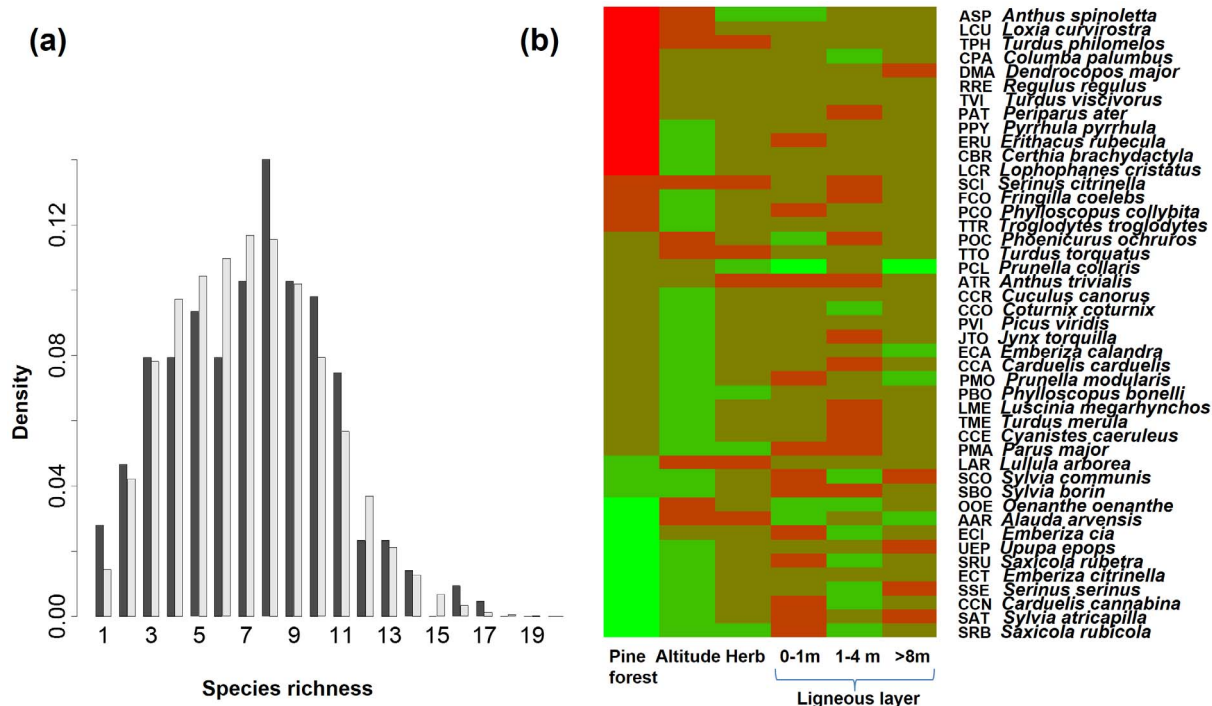 (a)
Density
0.00
0.04
0.08
0.12
1 3 5 7 9 11 13 15 17 19
Species richness
(b)
ASP Anthus spinoletta
LCU Loxia curvirostra
TPH Turdus philomelos
CPA Columba palumbus
DMA Dendrocopos major
RRE Regulus regulus
TVI Turdus viscivorus
PAT Periparus ater
PPY Pyrrhula pyrrhula
ERU Erithacus rubecula
CBR Certhia brachydactyla
LCR Lophophanes cristatus
SCI Serinus citrinella
FCO Fringilla coelebs
PCO Phylloscopus collybita
TTR Troglodytes troglodytes
POC Phoenicurus ochruros
TTO Turdus torquatus
PCL Prunella collaris
ATR Anthus trivialis
CCR Cuculus canorus
CCO Coturnix coturnix
PVI Picus viridis
JTO Jynx torquilla
ECA Emberiza calandra
CCA Carduelis carduelis
PMO Prunella modularis
PBO Phylloscopus bonelli
LME Luscinia megarhynchos
TME Turdus merula
CCE Cyanistes caeruleus
PMA Parus major
LAR Lullula arborea
SCO Sylvia communis
SBO Sylvia borin
OOE Oenanthe oenanthe
AAR Alauda arvensis
ECI Emberiza cia
UEP Upupa epops
SRU Saxicola rubetra
ECT Emberiza citrinella
SSE Serinus serinus
CCN Carduelis cannabina
SAT Sylvia atricapilla
SRB Saxicola rubicola
Pine forest
Altitude
Herb
0-1m
1-4 m
>8m
Ligneous layer